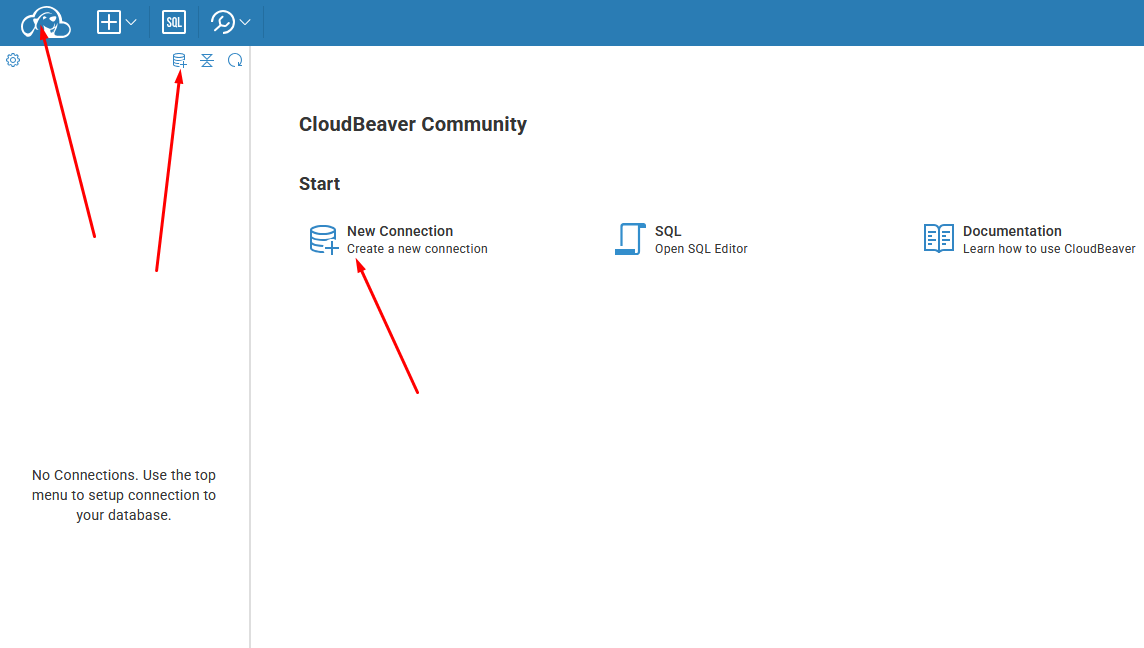 SQL
CloudBeaver Community
Start
New Connection
Create a new connection
SQL
Open SQL Editor
Documentation
Learn how to use CloudBeaver
No Connections. Use the top
menu to setup connection to
your database.